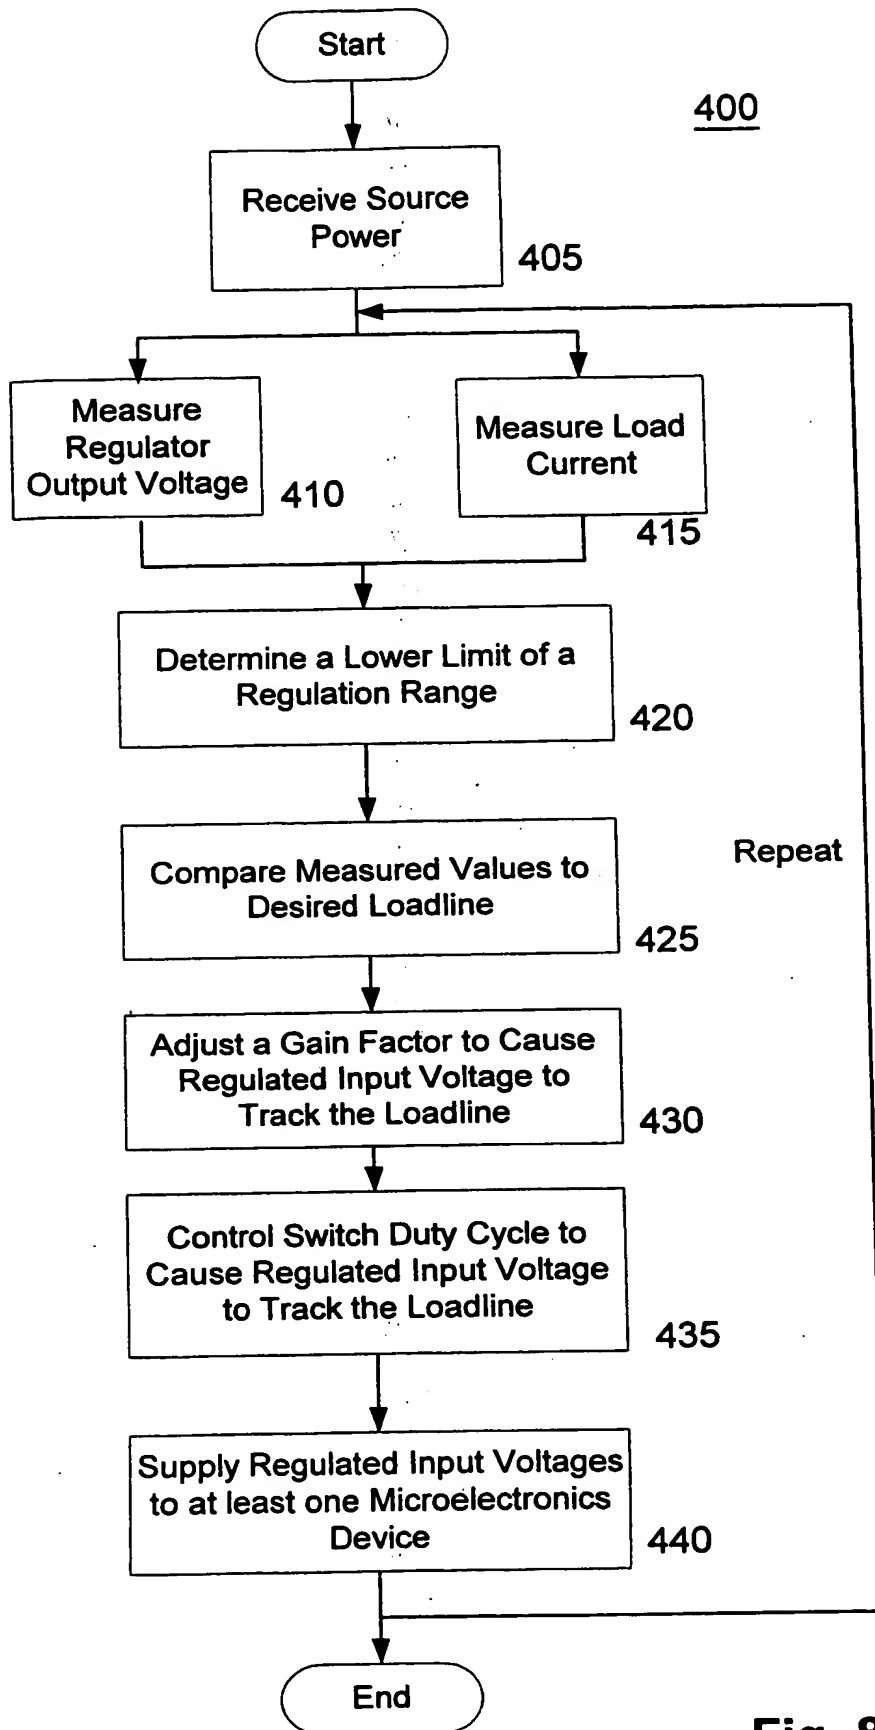 Start
400
Receive Source
Power
405
Measure
Regulator
Output Voltage
410
Measure Load
Current
415
Determine a Lower Limit of a
Regulation Range
420
Compare Measured Values to
Desired Loadline
425
Repeat
Adjust a Gain Factor to Cause
Regulated Input Voltage to
Track the Loadline
430
Control Switch Duty Cycle to
Cause Regulated Input Voltage
to Track the Loadline
435
Supply Regulated Input Voltages
to at least one Microelectronics
Device
440
End